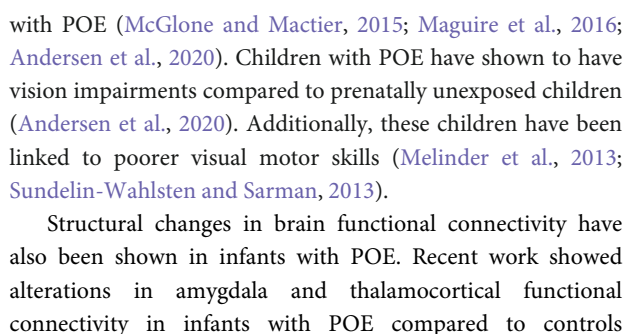 with POE (McGlone and Mactier, 2015; Maguire et al., 2016;
Andersen et al., 2020). Children with POE have shown to have
vision impairments compared to prenatally unexposed children
(Andersen et al., 2020). Additionally, these children have been
linked to poorer visual motor skills (Melinder et al., 2013;
Sundelin-Wahlsten and Sarman, 2013).
Structural changes in brain functional connectivity have
also been shown in infants with POE. Recent work showed
alterations in amygdala and thalamocortical functional
connectivity in infants with POE compared to controls